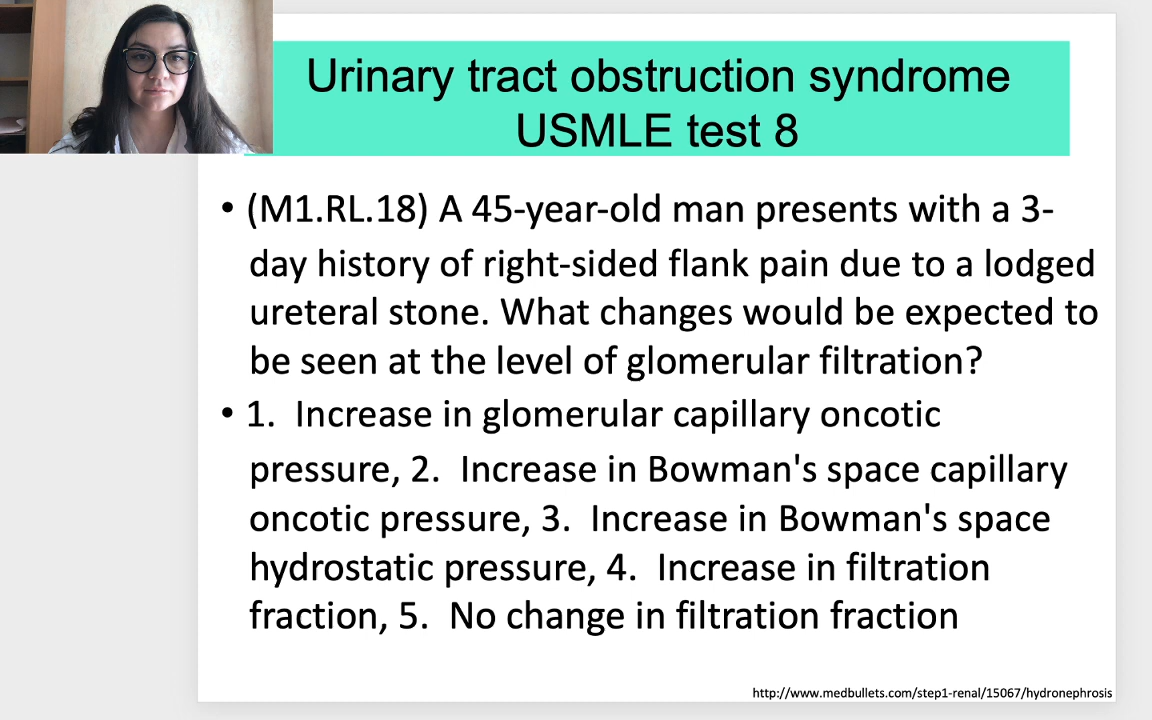 Urinary tract obstruction syndrome
USMLE test 8
• (M1.RL.18) A 45-year-old man presents with a 3-
day history of right-sided flank pain due to a lodged
ureteral stone. What changes would be expected to
be seen at the level of glomerular filtration?
• 1.  Increase in glomerular capillary oncotic
pressure, 2.  Increase in Bowman's space capillary
oncotic pressure, 3.  Increase in Bowman's space
hydrostatic pressure, 4.  Increase in filtration
fraction, 5.  No change in filtration fraction
http://www.medbullets.com/step1-renal/15067/hydronephrosis